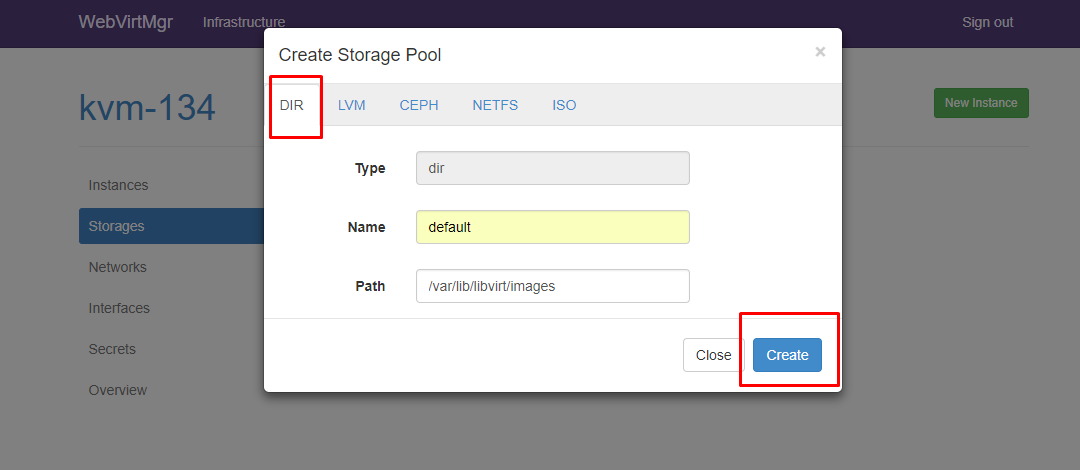 WebVirtMgr Infrastructure Sign out
Create Storage Pool ×
kvm-134
DIR LVM CEPH NETFS ISO
New Instance
Type dir
Instances
Name default
Storages
Networks
Path /var/lib/libvirt/images
Interfaces
Secrets
Close Create
Overview